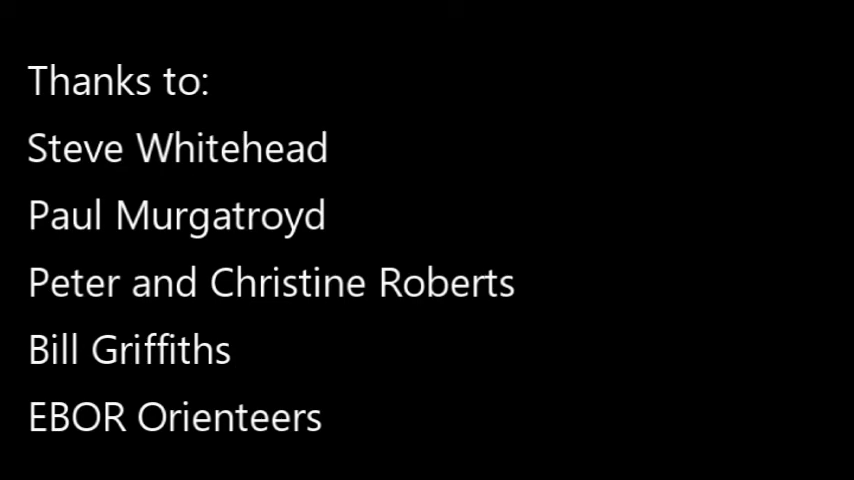 Thanks to:
Steve Whitehead
Paul Murgatroyd
Peter and Christine Roberts
Bill Griffiths
EBOR Orienteers